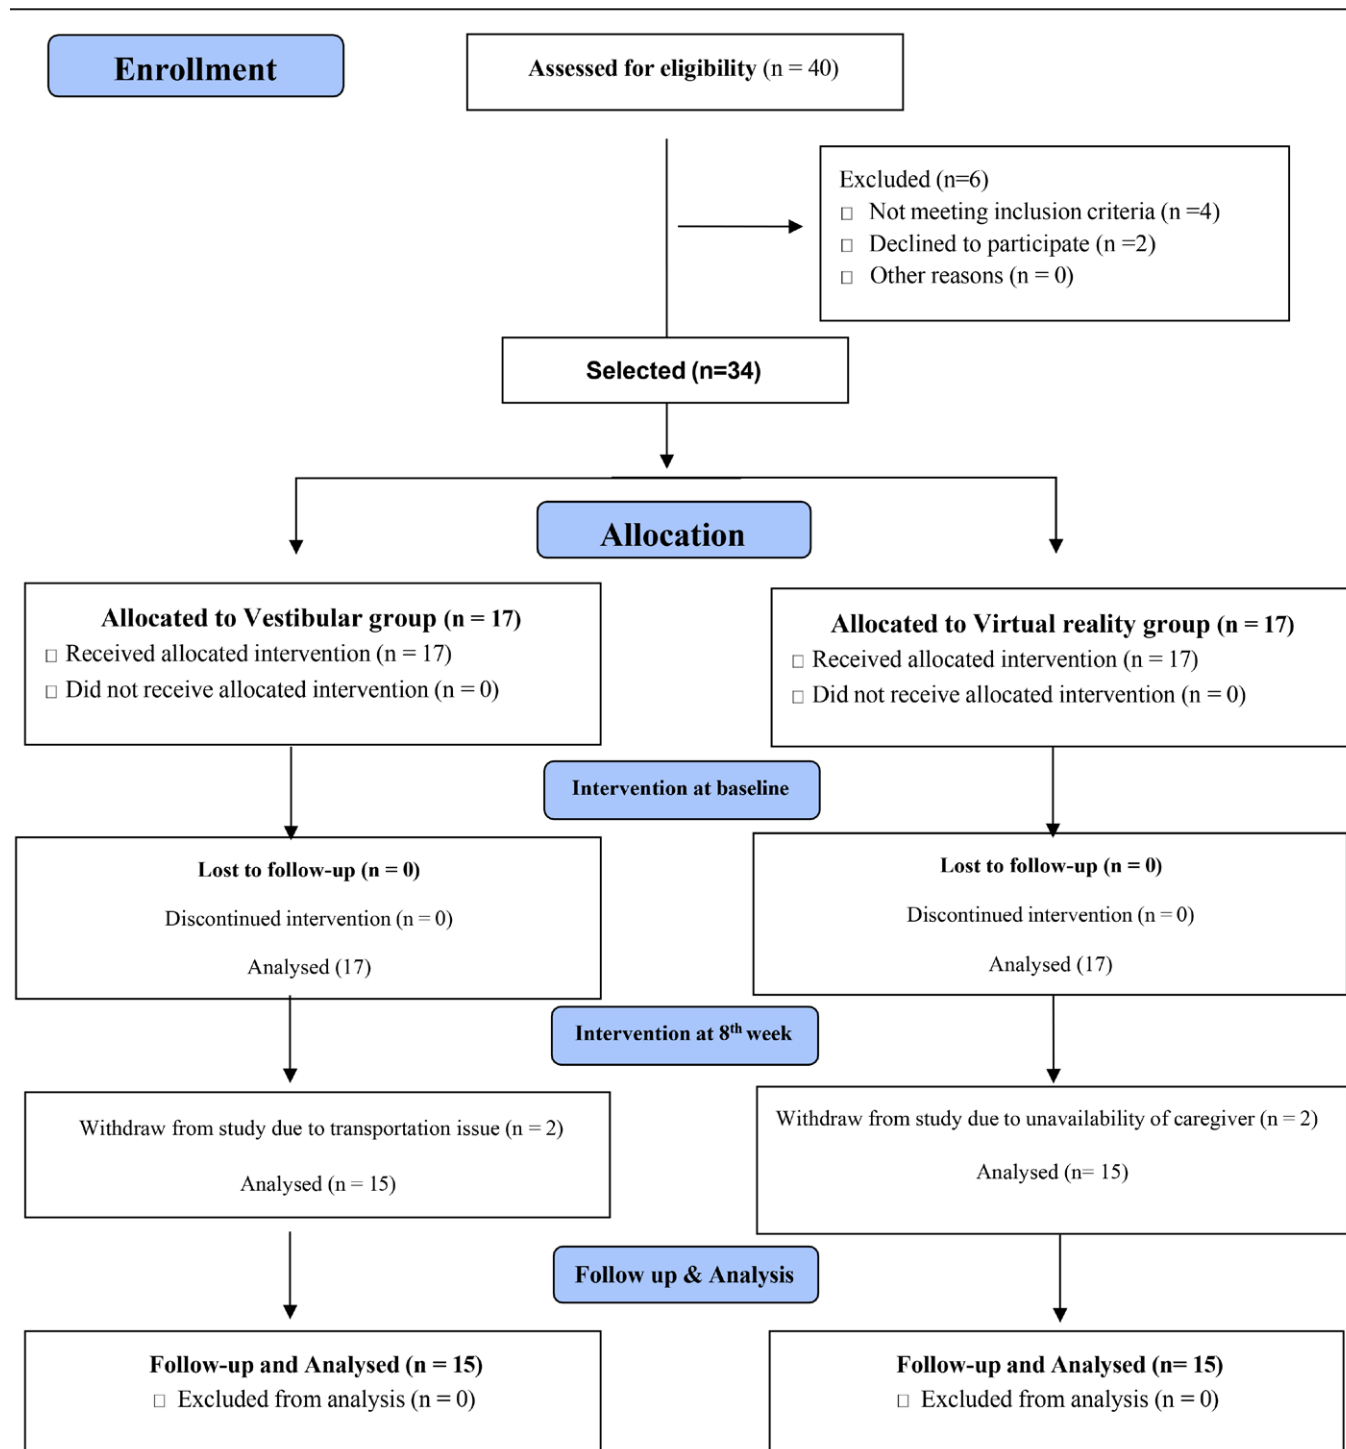 Enrollment
Assessed for eligibility (n = 40)
Excluded (n=6)
□ Not meeting inclusion criteria (n =4)
□ Declined to participate (n =2)
□ Other reasons (n = 0)
Selected (n=34)
Allocation
Allocated to Vestibular group (n = 17)
□ Received allocated intervention (n = 17)
□ Did not receive allocated intervention (n = 0)
Allocated to Virtual reality group (n = 17)
□ Received allocated intervention (n = 17)
□ Did not receive allocated intervention (n = 0)
Intervention at baseline
Lost to follow-up (n = 0)
Discontinued intervention (n = 0)
Analysed (17)
Lost to follow-up (n = 0)
Discontinued intervention (n = 0)
Analysed (17)
Intervention at 8th week
Withdraw from study due to transportation issue (n = 2)
Analysed (n = 15)
Withdraw from study due to unavailability of caregiver (n = 2)
Analysed (n= 15)
Follow up & Analysis
Follow-up and Analysed (n = 15)
□ Excluded from analysis (n = 0)
Follow-up and Analysed (n= 15)
□ Excluded from analysis (n = 0)